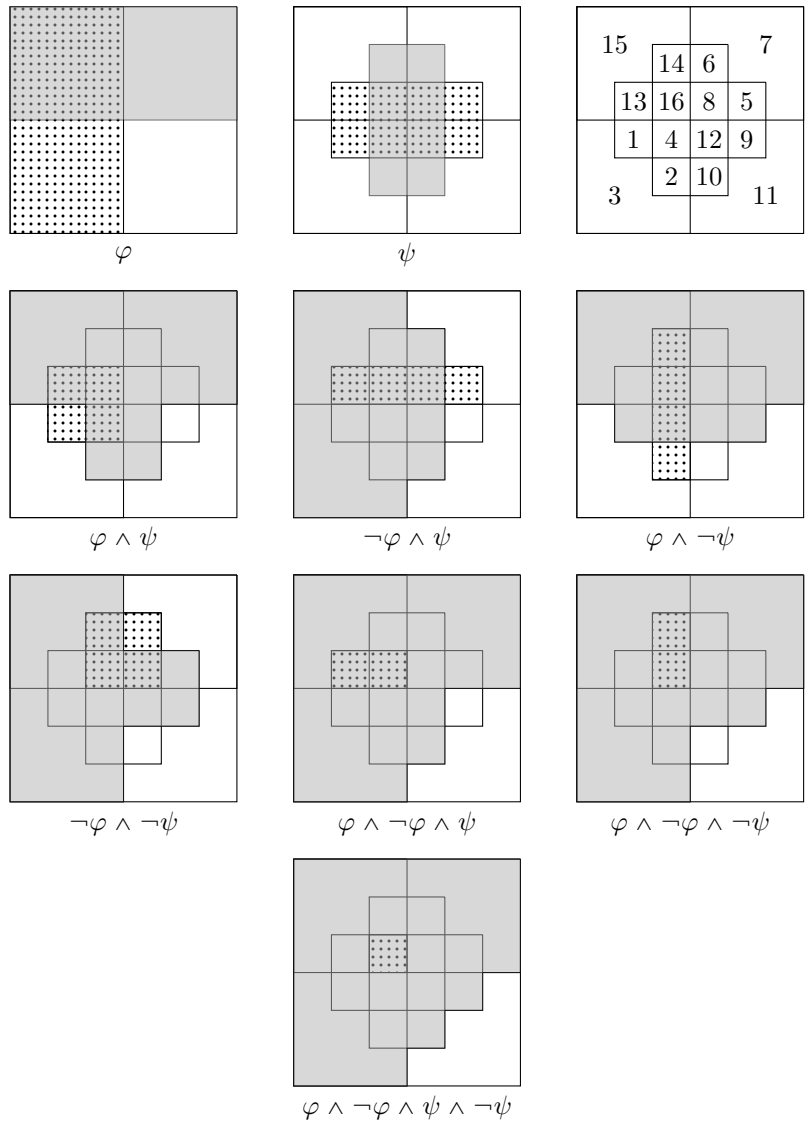 15 7
14 6
13 16 8 5
1 4 12 9
2 10
3 11
φ
ψ
φ ∧ ψ
¬φ ∧ ψ
φ ∧ ¬ψ
¬φ ∧ ¬ψ
φ ∧ ¬φ ∧ ψ
φ ∧ ¬φ ∧ ¬ψ
φ ∧ ¬φ ∧ ψ ∧ ¬ψ